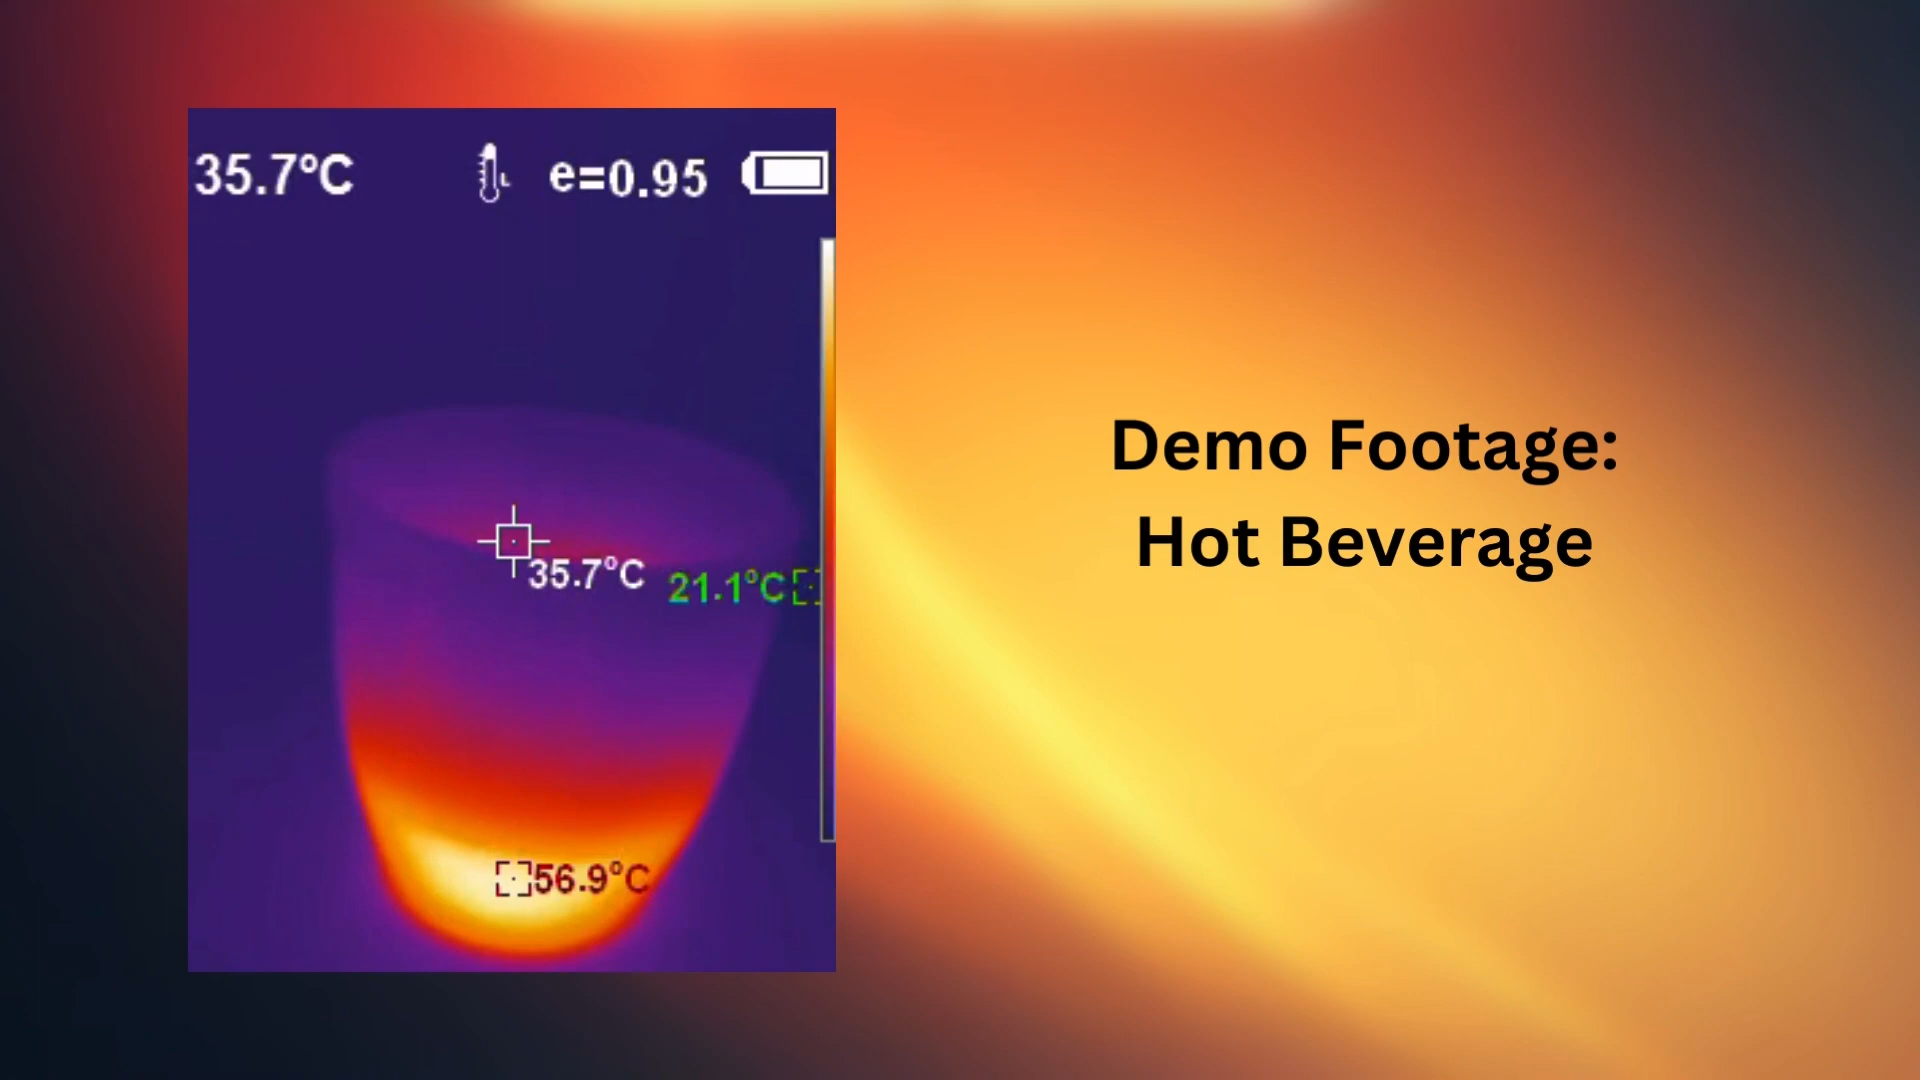 35.7°C L e=0.95
35.7°C
21.1°C
56.9°C
Demo Footage:
Hot Beverage